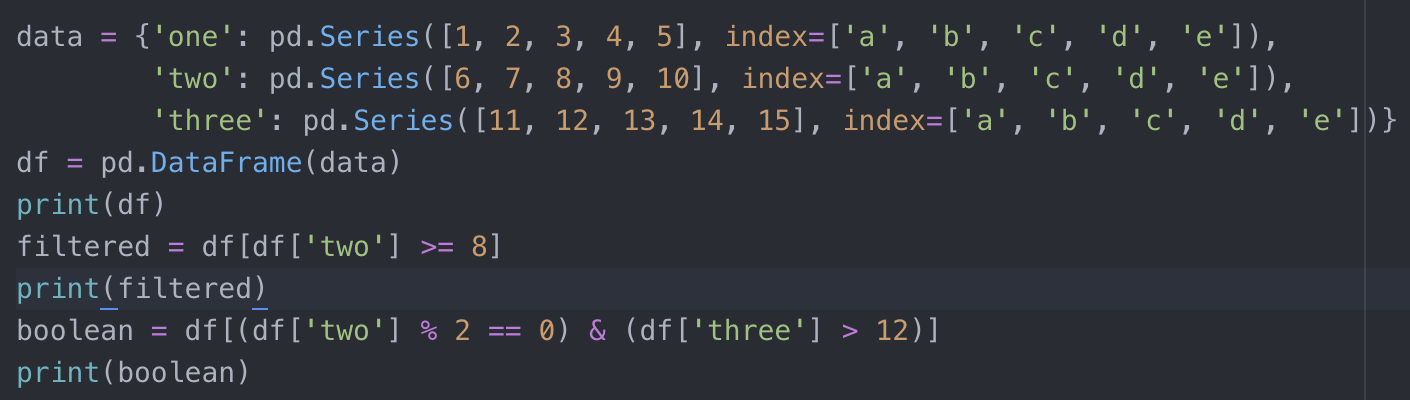 data = {'one': pd.Series([1, 2, 3, 4, 5], index=['a', 'b', 'c', 'd', 'e']),
        'two': pd.Series([6, 7, 8, 9, 10], index=['a', 'b', 'c', 'd', 'e']),
        'three': pd.Series([11, 12, 13, 14, 15], index=['a', 'b', 'c', 'd', 'e'])}
df = pd.DataFrame(data)
print(df)
filtered = df[df['two'] >= 8]
print(filtered)
boolean = df[(df['two'] % 2 == 0) & (df['three'] > 12)]
print(boolean)